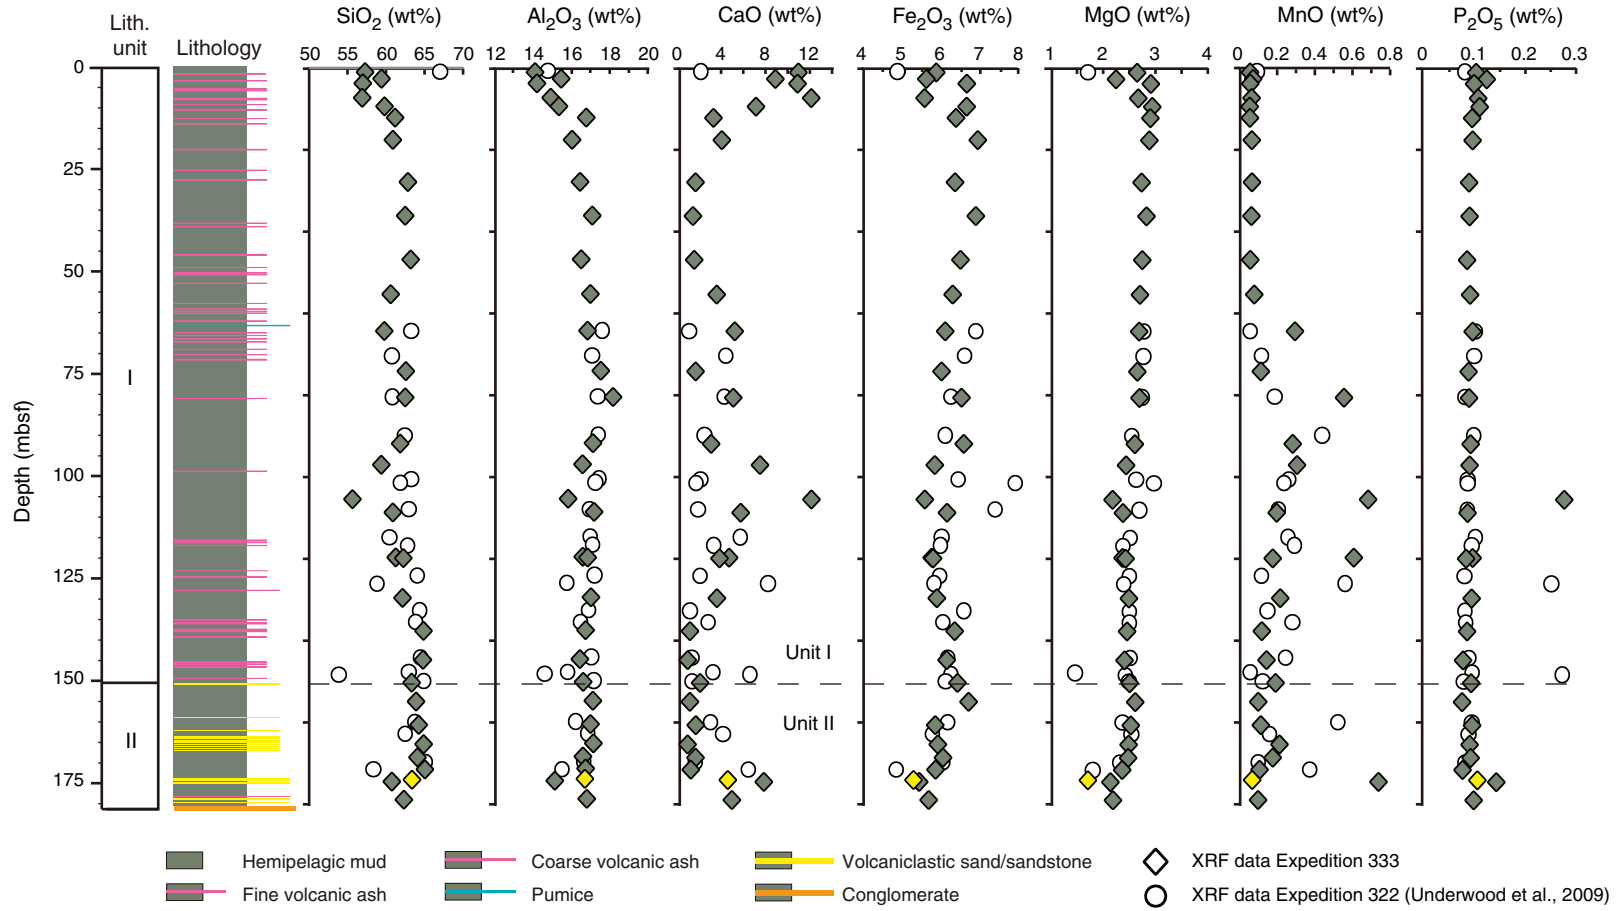 SiO2 (wt%) Al2O3 (wt%) CaO (wt%) Fe2O3 (wt%) MgO (wt%) MnO (wt%) P2O5 (wt%)
Lith. unit Lithology
50 55 60 65 70 12 14 16 18 20 0 4 8 12 4 5 6 7 8 1 2 3 4 0 0.2 0.4 0.6 0.8 0 0.1 0.2 0.3
0
25
50
75
100
125
150
175
Depth (mbsf)
I
II
Unit I
Unit II
Hemipelagic mud Coarse volcanic ash Volcaniclastic sand/sandstone XRF data Expedition 333
Fine volcanic ash Pumice Conglomerate XRF data Expedition 322 (Underwood et al., 2009)